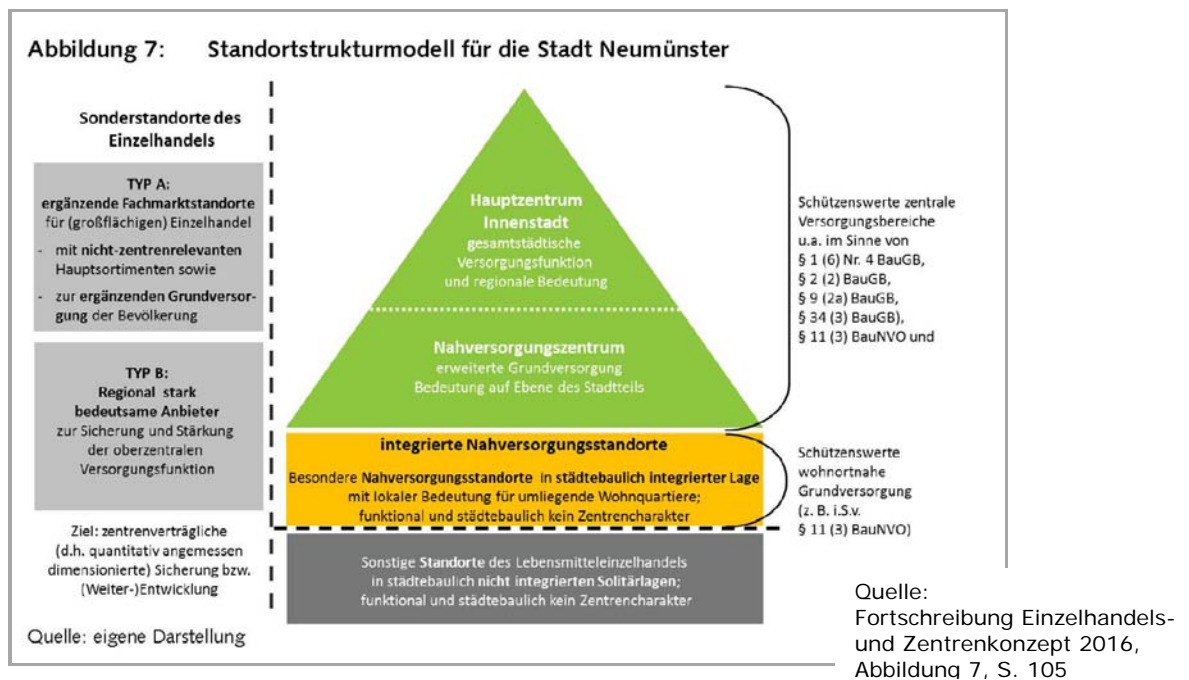 Abbildung 7: Standortstrukturmodell für die Stadt Neumünster
Sonderstandorte des
Einzelhandels
TYP A:
ergänzende Fachmarktstandorte
für (großflächigen) Einzelhandel
- mit nicht-zentrenrelevanten
Hauptsortimenten sowie
- zur ergänzenden Grundversor-
gung der Bevölkerung
TYP B:
Regional stark
bedeutsame Anbieter
zur Sicherung und Stärkung
der oberzentralen
Versorgungsfunktion
Ziel: zentrenverträgliche
(d.h. quantitativ angemessen
dimensionierte) Sicherung bzw.
(Weiter-)Entwicklung
Hauptzentrum
Innenstadt
gesamtstädtische
Versorgungsfunktion
und regionale Bedeutung
Nahversorgungszentrum
erweiterte Grundversorgung
Bedeutung auf Ebene des Stadtteils
integrierte Nahversorgungsstandorte
Besondere Nahversorgungsstandorte in städtebaulich integrierter Lage
mit lokaler Bedeutung für umliegende Wohnquartiere;
funktional und städtebaulich kein Zentrencharakter
Sonstige Standorte des Lebensmitteleinzelhandels
in städtebaulich nicht integrierten Solitärlagen;
funktional und städtebaulich kein Zentrencharakter
Schützenswerte zentrale
Versorgungsbereiche
u.a. im Sinne von
§ 1 (6) Nr. 4 BauGB,
§ 2 (2) BauGB,
§ 9 (2a) BauGB,
§ 34 (3) BauGB),
§ 11 (3) BauNVO und
Schützenswerte
wohnortnahe
Grundversorgung
(z. B. i.S.v.
§ 11 (3) BauNVO)
Quelle: eigene Darstellung
Quelle:
Fortschreibung Einzelhandels-
und Zentrenkonzept 2016,
Abbildung 7, S. 105